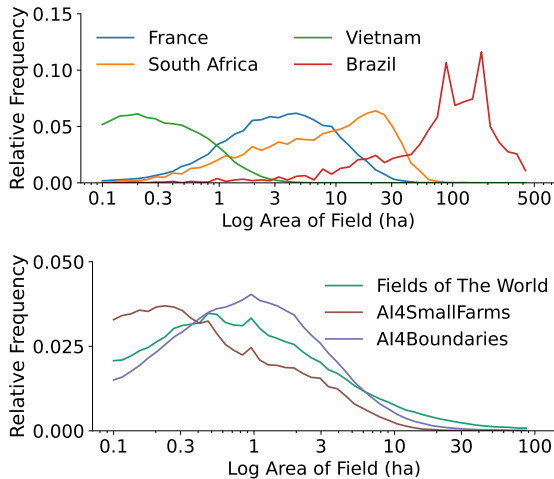 0.15
0.10
0.05
0.00
Relative Frequency
France
South Africa
Vietnam
Brazil
0.1 0.3 1 3 10 30 100 500
Log Area of Field (ha)
0.050
0.025
0.000
Relative Frequency
Fields of The World
AI4SmallFarms
AI4Boundaries
0.1 0.3 1 3 10 30 100
Log Area of Field (ha)